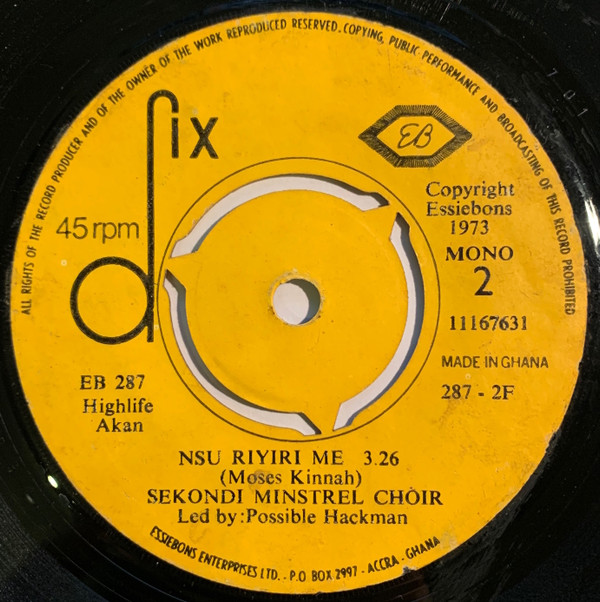 ALL RIGHTS OF THE RECORD PRODUCER AND OF THE OWNER OF THE WORK REPRODUCED RESERVED. COPYING, PUBLIC PERFORMANCE AND BROADCASTING OF THIS RECORD PROHIBITED
dix
EB
45 rpm
Copyright
Essiebons
1973
MONO
2
11167631
MADE IN GHANA
287 - 2F
EB 287
Highlife
Akan
NSU RIYIRI ME 3.26
(Moses Kinnah)
SEKONDI MINSTREL CHOIR
Led by:Possible Hackman
ESSIEBONS ENTERPRISES LTD. - P.O BOX 2997 - ACCRA - GHANA